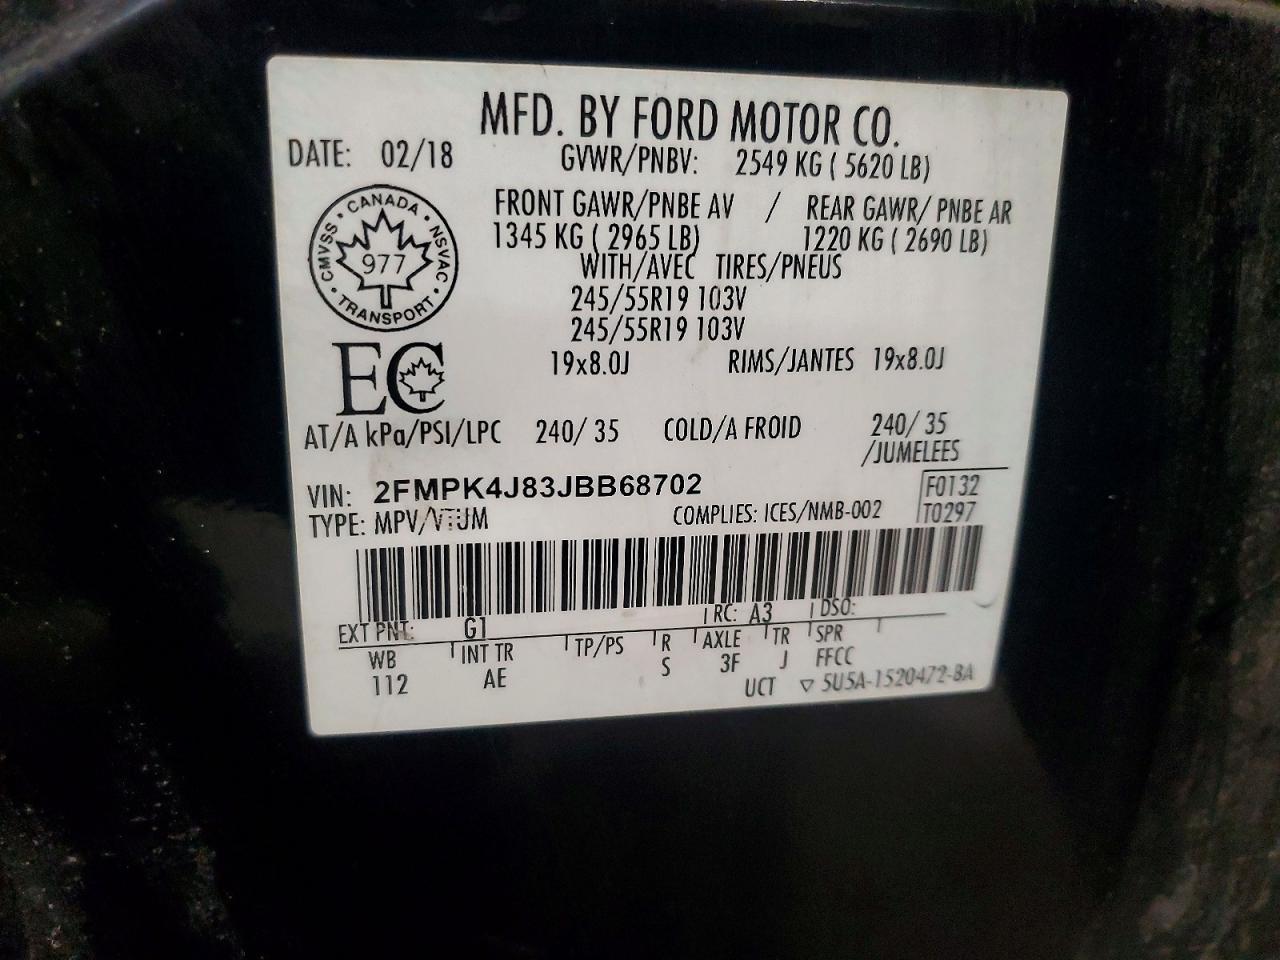 MFD. BY FORD MOTOR CO.
DATE: 02/18 GVWR/PNBV: 2549 KG ( 5620 LB)
FRONT GAWR/PNBE AV / REAR GAWR/ PNBE AR
1345 KG ( 2965 LB) 1220 KG ( 2690 LB)
WITH/AVEC TIRES/PNEUS
245/55R19 103V
245/55R19 103V
19x8.0J RIMS/JANTES 19x8.0J
CANADA
CMVSS NSVAC
977
TRANSPORT
EC
AT/A kPa/PSI/LPC 240/ 35 COLD/A FROID 240/ 35
/JUMELEES
VIN: 2FMPK4J83JBB68702 F0132
TYPE: MPV/VTUM COMPLIES: ICES/NMB-002 T0297
EXT PNT: G1 RC: A3 DSO:
WB INT TR TP/PS R AXLE TR SPR
112 AE S 3F J FFCC
UCT ▽ 5U5A-1520472-BA